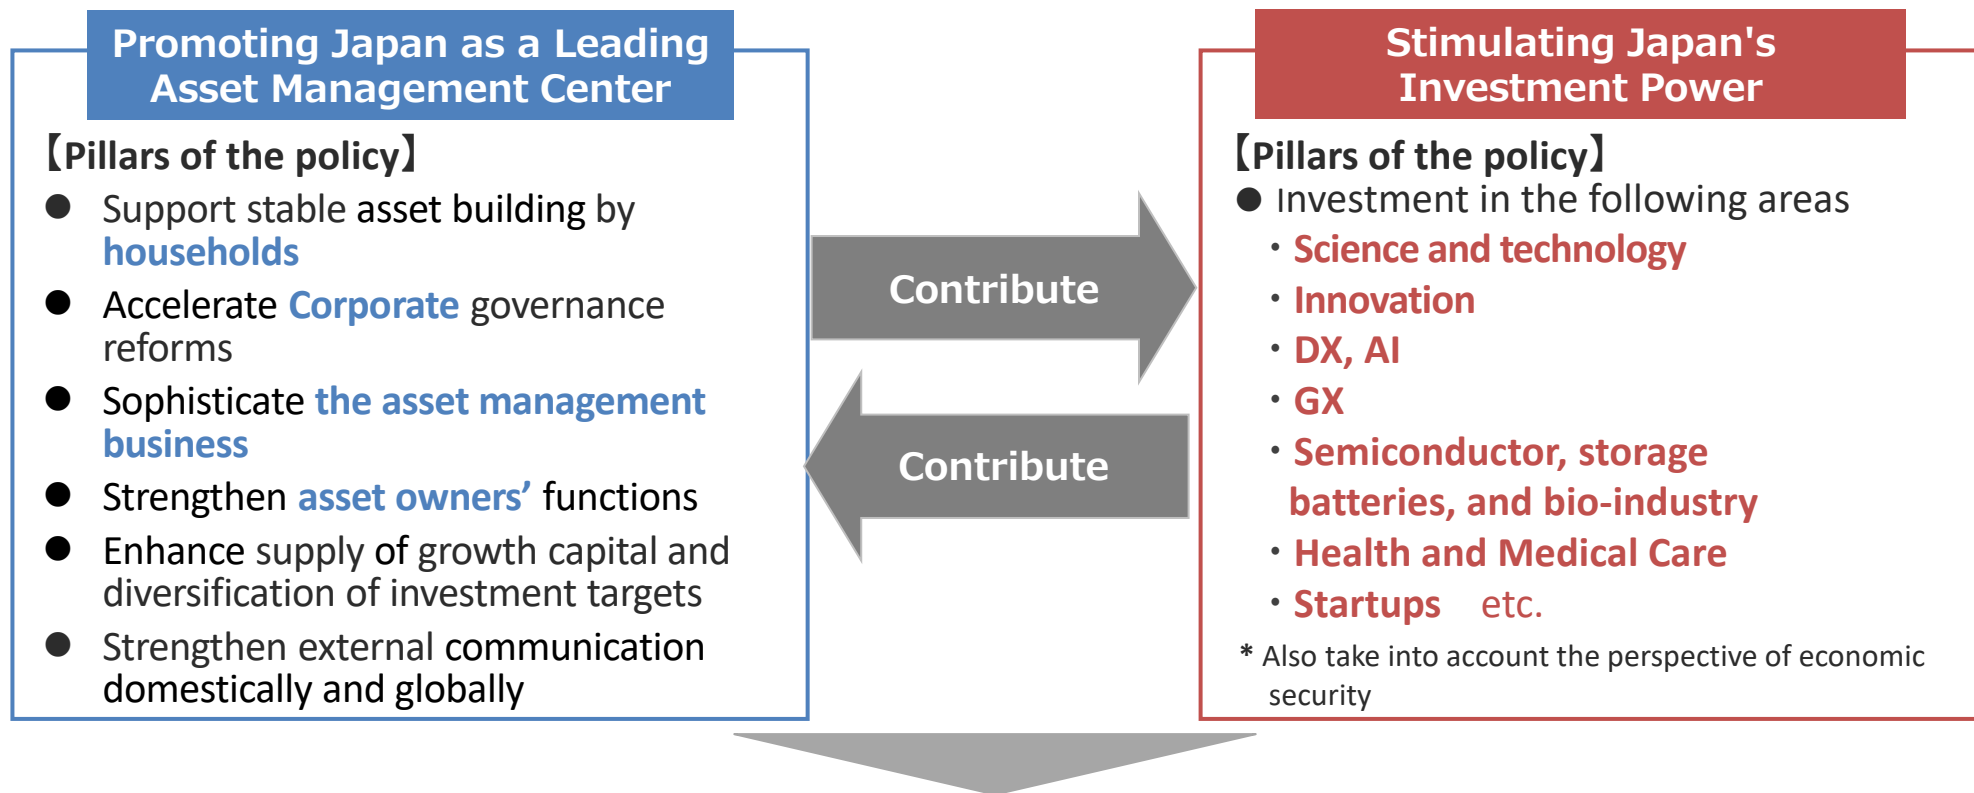 Promoting Japan as a Leading
Asset Management Center
【Pillars of the policy】
● Support stable asset building by
households
● Accelerate Corporate governance
reforms
● Sophisticate the asset management
business
● Strengthen asset owners’ functions
● Enhance supply of growth capital and
diversification of investment targets
● Strengthen external communication
domestically and globally
Contribute
Contribute
Stimulating Japan's
Investment Power
【Pillars of the policy】
● Investment in the following areas
・Science and technology
・Innovation
・DX, AI
・GX
・Semiconductor, storage
batteries, and bio-industry
・Health and Medical Care
・Startups etc.
* Also take into account the perspective of economic
security